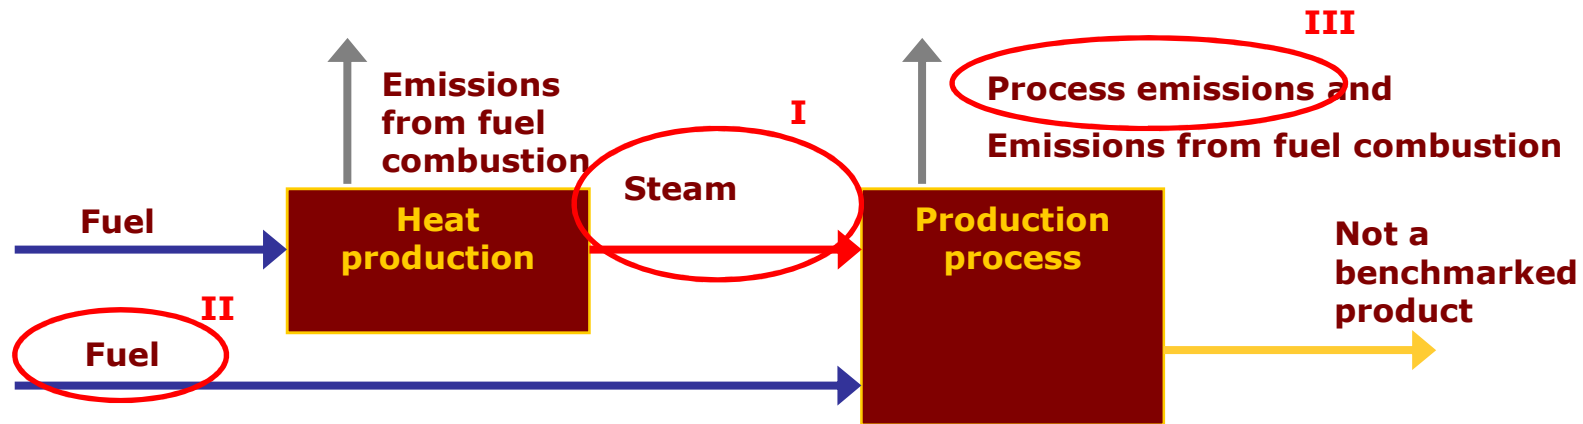 III
Emissions
from fuel
combustion
I
Process emissions and
Emissions from fuel combustion
Steam
Fuel
Heat
production
Production
process
Not a
benchmarked
product
II
Fuel